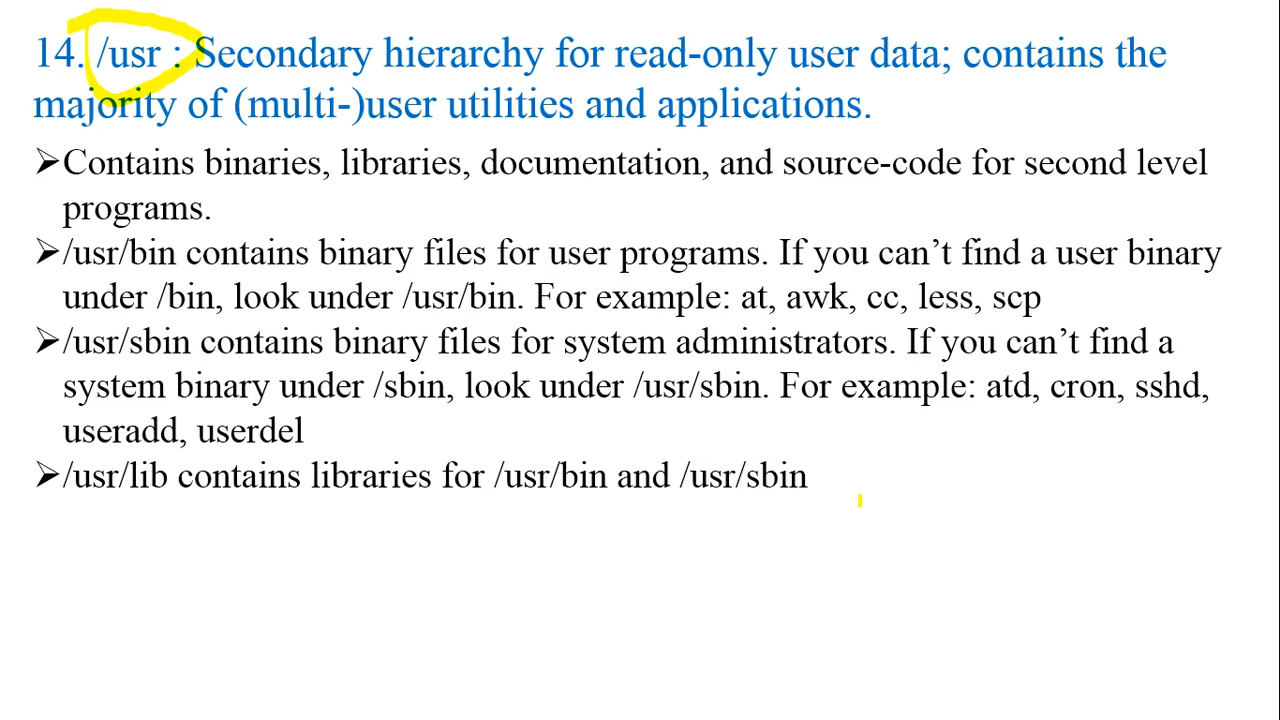 14. /usr : Secondary hierarchy for read-only user data; contains the
majority of (multi-)user utilities and applications.
➢Contains binaries, libraries, documentation, and source-code for second level
programs.
➢/usr/bin contains binary files for user programs. If you can’t find a user binary
under /bin, look under /usr/bin. For example: at, awk, cc, less, scp
➢/usr/sbin contains binary files for system administrators. If you can’t find a
system binary under /sbin, look under /usr/sbin. For example: atd, cron, sshd,
useradd, userdel
➢/usr/lib contains libraries for /usr/bin and /usr/sbin